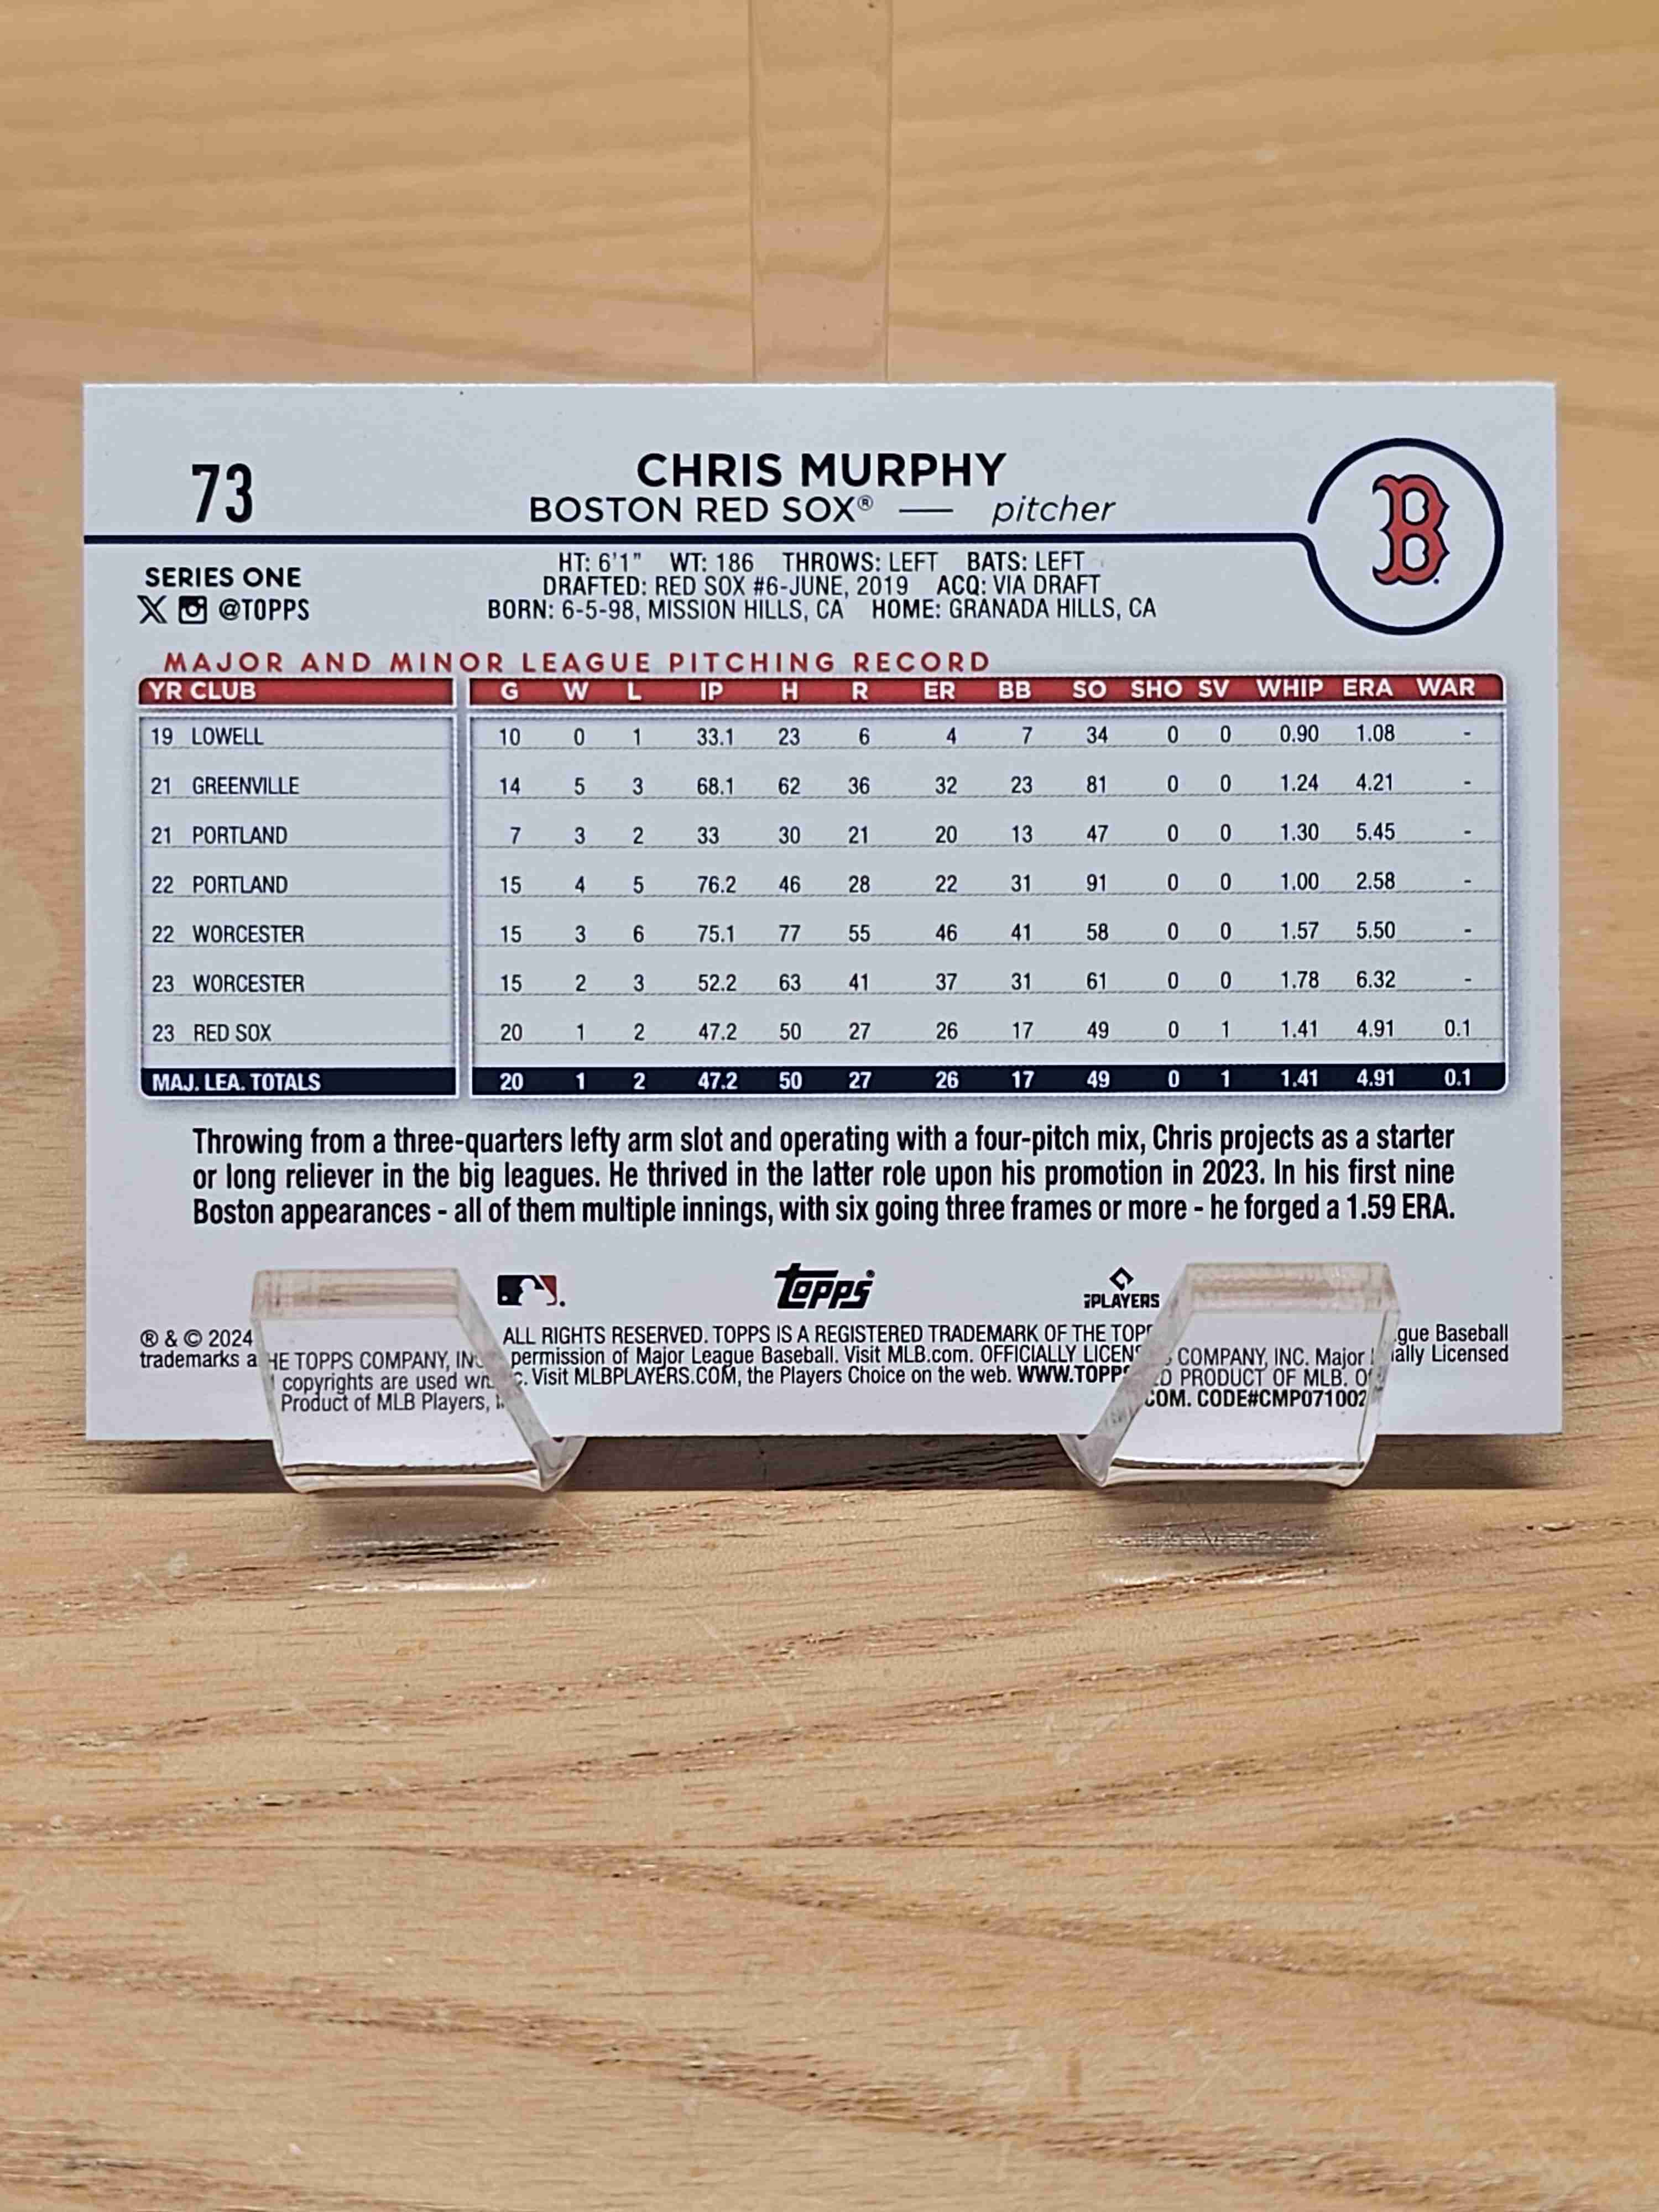 73
CHRIS MURPHY
BOSTON RED SOX® — pitcher
B
SERIES ONE
@TOPPS
HT: 6'1" WT: 186 THROWS: LEFT BATS: LEFT
DRAFTED: RED SOX #6-JUNE, 2019 ACQ: VIA DRAFT
BORN: 6-5-98, MISSION HILLS, CA HOME: GRANADA HILLS, CA
MAJOR AND MINOR LEAGUE PITCHING RECORD
YR CLUB G W L IP H R ER BB SO SHO SV WHIP ERA WAR
19 LOWELL 10 0 1 33.1 23 6 4 7 34 0 0 0.90 1.08 -
21 GREENVILLE 14 5 3 68.1 62 36 32 23 81 0 0 1.24 4.21 -
21 PORTLAND 7 3 2 33 30 21 20 13 47 0 0 1.30 5.45 -
22 PORTLAND 15 4 5 76.2 46 28 22 31 91 0 0 1.00 2.58 -
22 WORCESTER 15 3 6 75.1 77 55 46 41 58 0 0 1.57 5.50 -
23 WORCESTER 15 2 3 52.2 63 41 37 31 61 0 0 1.78 6.32 -
23 RED SOX 20 1 2 47.2 50 27 26 17 49 0 1 1.41 4.91 0.1
MAJ. LEA. TOTALS 20 1 2 47.2 50 27 26 17 49 0 1 1.41 4.91 0.1
Throwing from a three-quarters lefty arm slot and operating with a four-pitch mix, Chris projects as a starter
or long reliever in the big leagues. He thrived in the latter role upon his promotion in 2023. In his first nine
Boston appearances - all of them multiple innings, with six going three frames or more - he forged a 1.59 ERA.
Topps®
PLAYERS
® & © 2024 THE TOPPS COMPANY, INC. ALL RIGHTS RESERVED. TOPPS IS A REGISTERED TRADEMARK OF THE TOPPS COMPANY, INC. Major League Baseball
trademarks and copyrights are used with permission of Major League Baseball. Visit MLB.com. OFFICIALLY LICENSED PRODUCT OF MLB. Officially Licensed
Product of MLB Players, Inc. Visit MLBPLAYERS.COM, the Players Choice on the web. WWW.TOPPS.COM. CODE#CMP071002